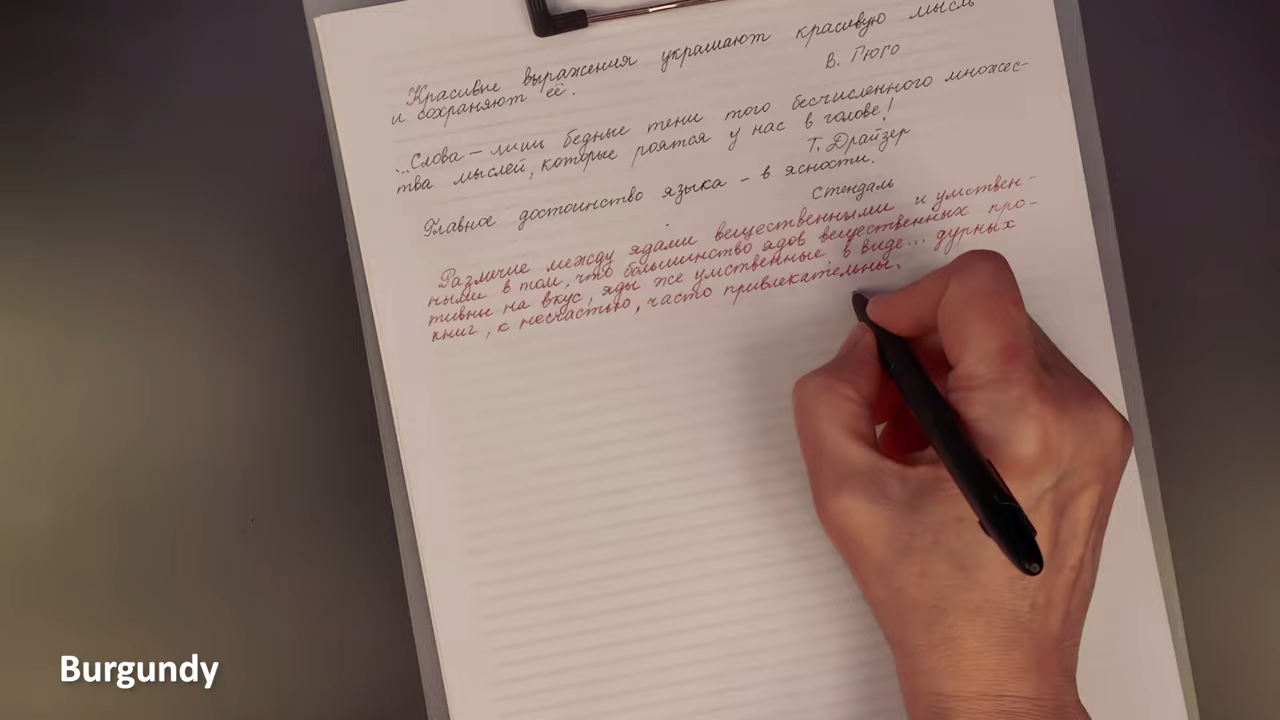 Красивые выражения украшают красивую мысль
и сохраняют её.
В. Гюго
...Слова – лишь бедные тени того бесчисленного множес-
тва мыслей, которые роятся у нас в голове!
Т. Драйзер
Главное достоинство языка – в ясности.
Стендаль
Различие между ядами вещественными и умствен-
ными в том, что большинство ядов вещественных про-
тивны на вкус, яды же умственные, в виде... дурных
книг, к несчастью, часто привлекательны.
Burgundy